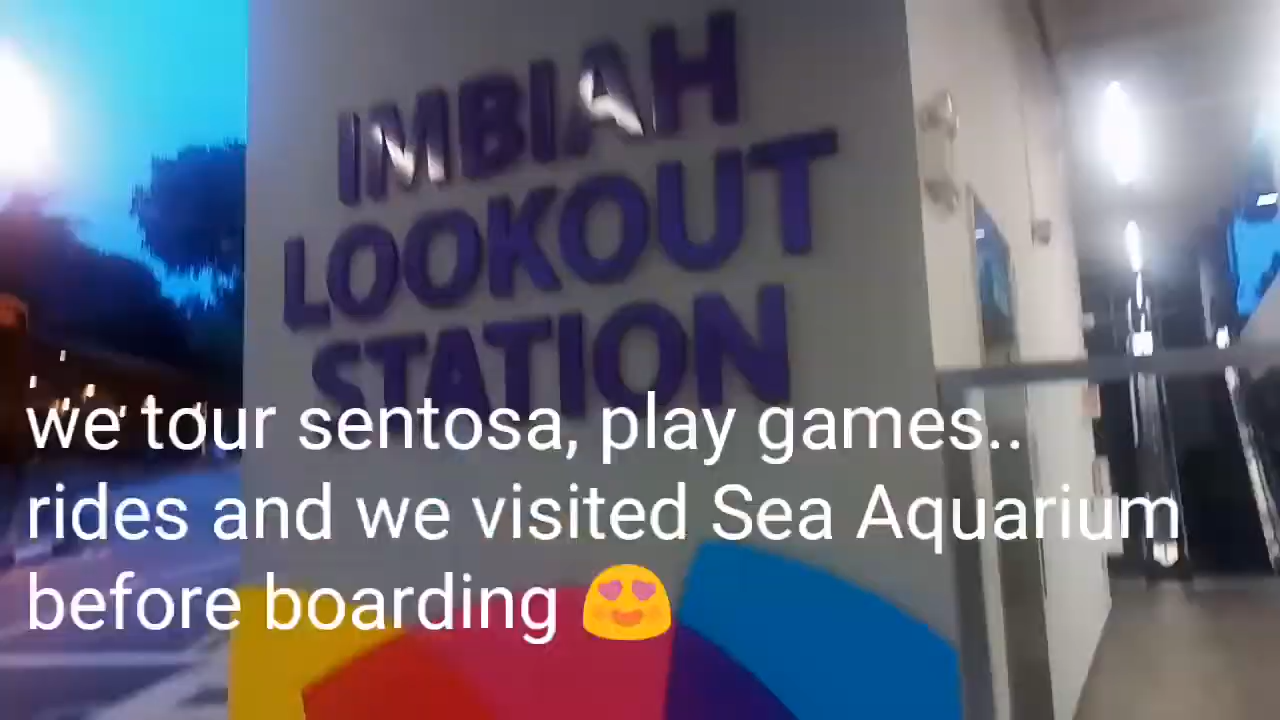 IMBIAH
LOOKOUT
STATION
we tour sentosa, play games..
rides and we visited Sea Aquarium
before boarding 😍